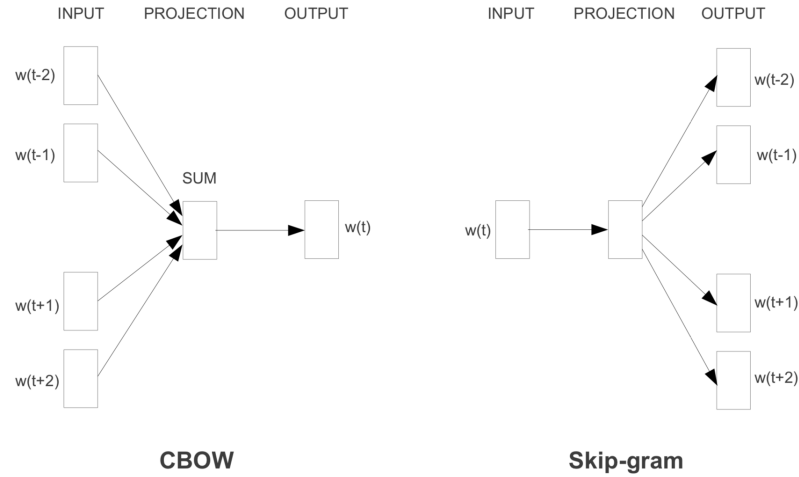 INPUT PROJECTION OUTPUT
w(t-2)
w(t-1)
SUM
w(t)
w(t+1)
w(t+2)
CBOW
INPUT PROJECTION OUTPUT
w(t-2)
w(t-1)
w(t)
w(t+1)
w(t+2)
Skip-gram